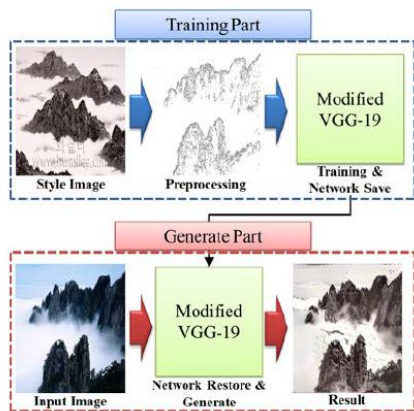 Training Part
Modified
VGG-19
Style Image
Preprocessing
Training &
Network Save
Generate Part
Modified
VGG-19
Input Image
Network Restore &
Generate
Result